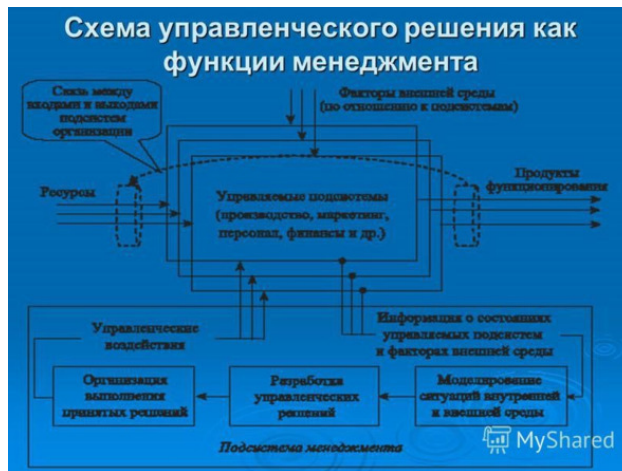 Схема управленческого решения как
функции менеджмента
Связь между
входами и выходами
подсистем
организации
Факторы внешней среды
(по отношению к подсистемам)
Ресурсы
Управляемые подсистемы
(производство, маркетинг,
персонал, финансы и др.)
Продукты
функционирования
Управленческие
воздействия
Информация о состояниях
управляемых подсистем
и факторах внешней среды
Организация
выполнения
принятых решений
Разработка
управленческих
решений
Моделирование
ситуаций внутренней
и внешней среды
Подсистема менеджмента
MyShared